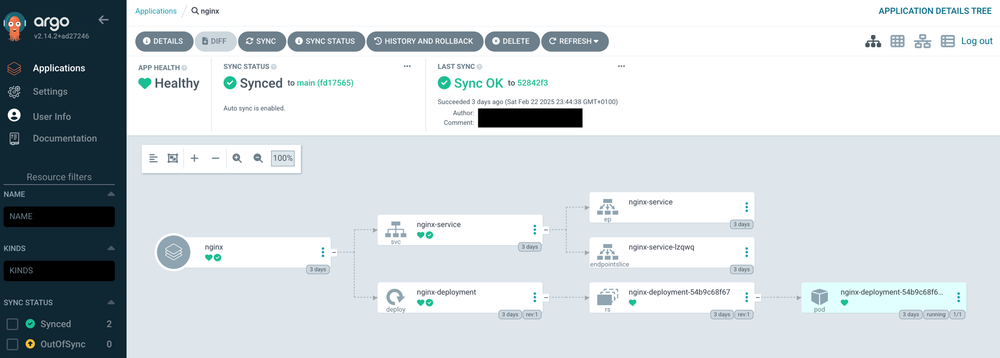 argo
v2.14.2+ad27246
Applications
Settings
User Info
Documentation
Resource filters
NAME
NAME
KINDS
KINDS
SYNC STATUS
Synced 2
OutOfSync 0
Applications / nginx
APPLICATION DETAILS TREE
DETAILS DIFF SYNC SYNC STATUS HISTORY AND ROLLBACK DELETE REFRESH
Log out
APP HEALTH
Healthy
SYNC STATUS
Synced to main (fd17565)
Auto sync is enabled.
LAST SYNC
Sync OK to 52842f3
Succeeded 3 days ago (Sat Feb 22 2025 23:44:38 GMT+0100)
Author:
Comment:
100%
nginx
3 days
nginx-service
svc
3 days
nginx-deployment
deploy
3 days rev:1
nginx-service
ep
3 days
nginx-service-lzqwq
endpointslice
3 days
nginx-deployment-54b9c68f67
rs
3 days rev:1
nginx-deployment-54b9c68f6...
pod
3 days running 1/1